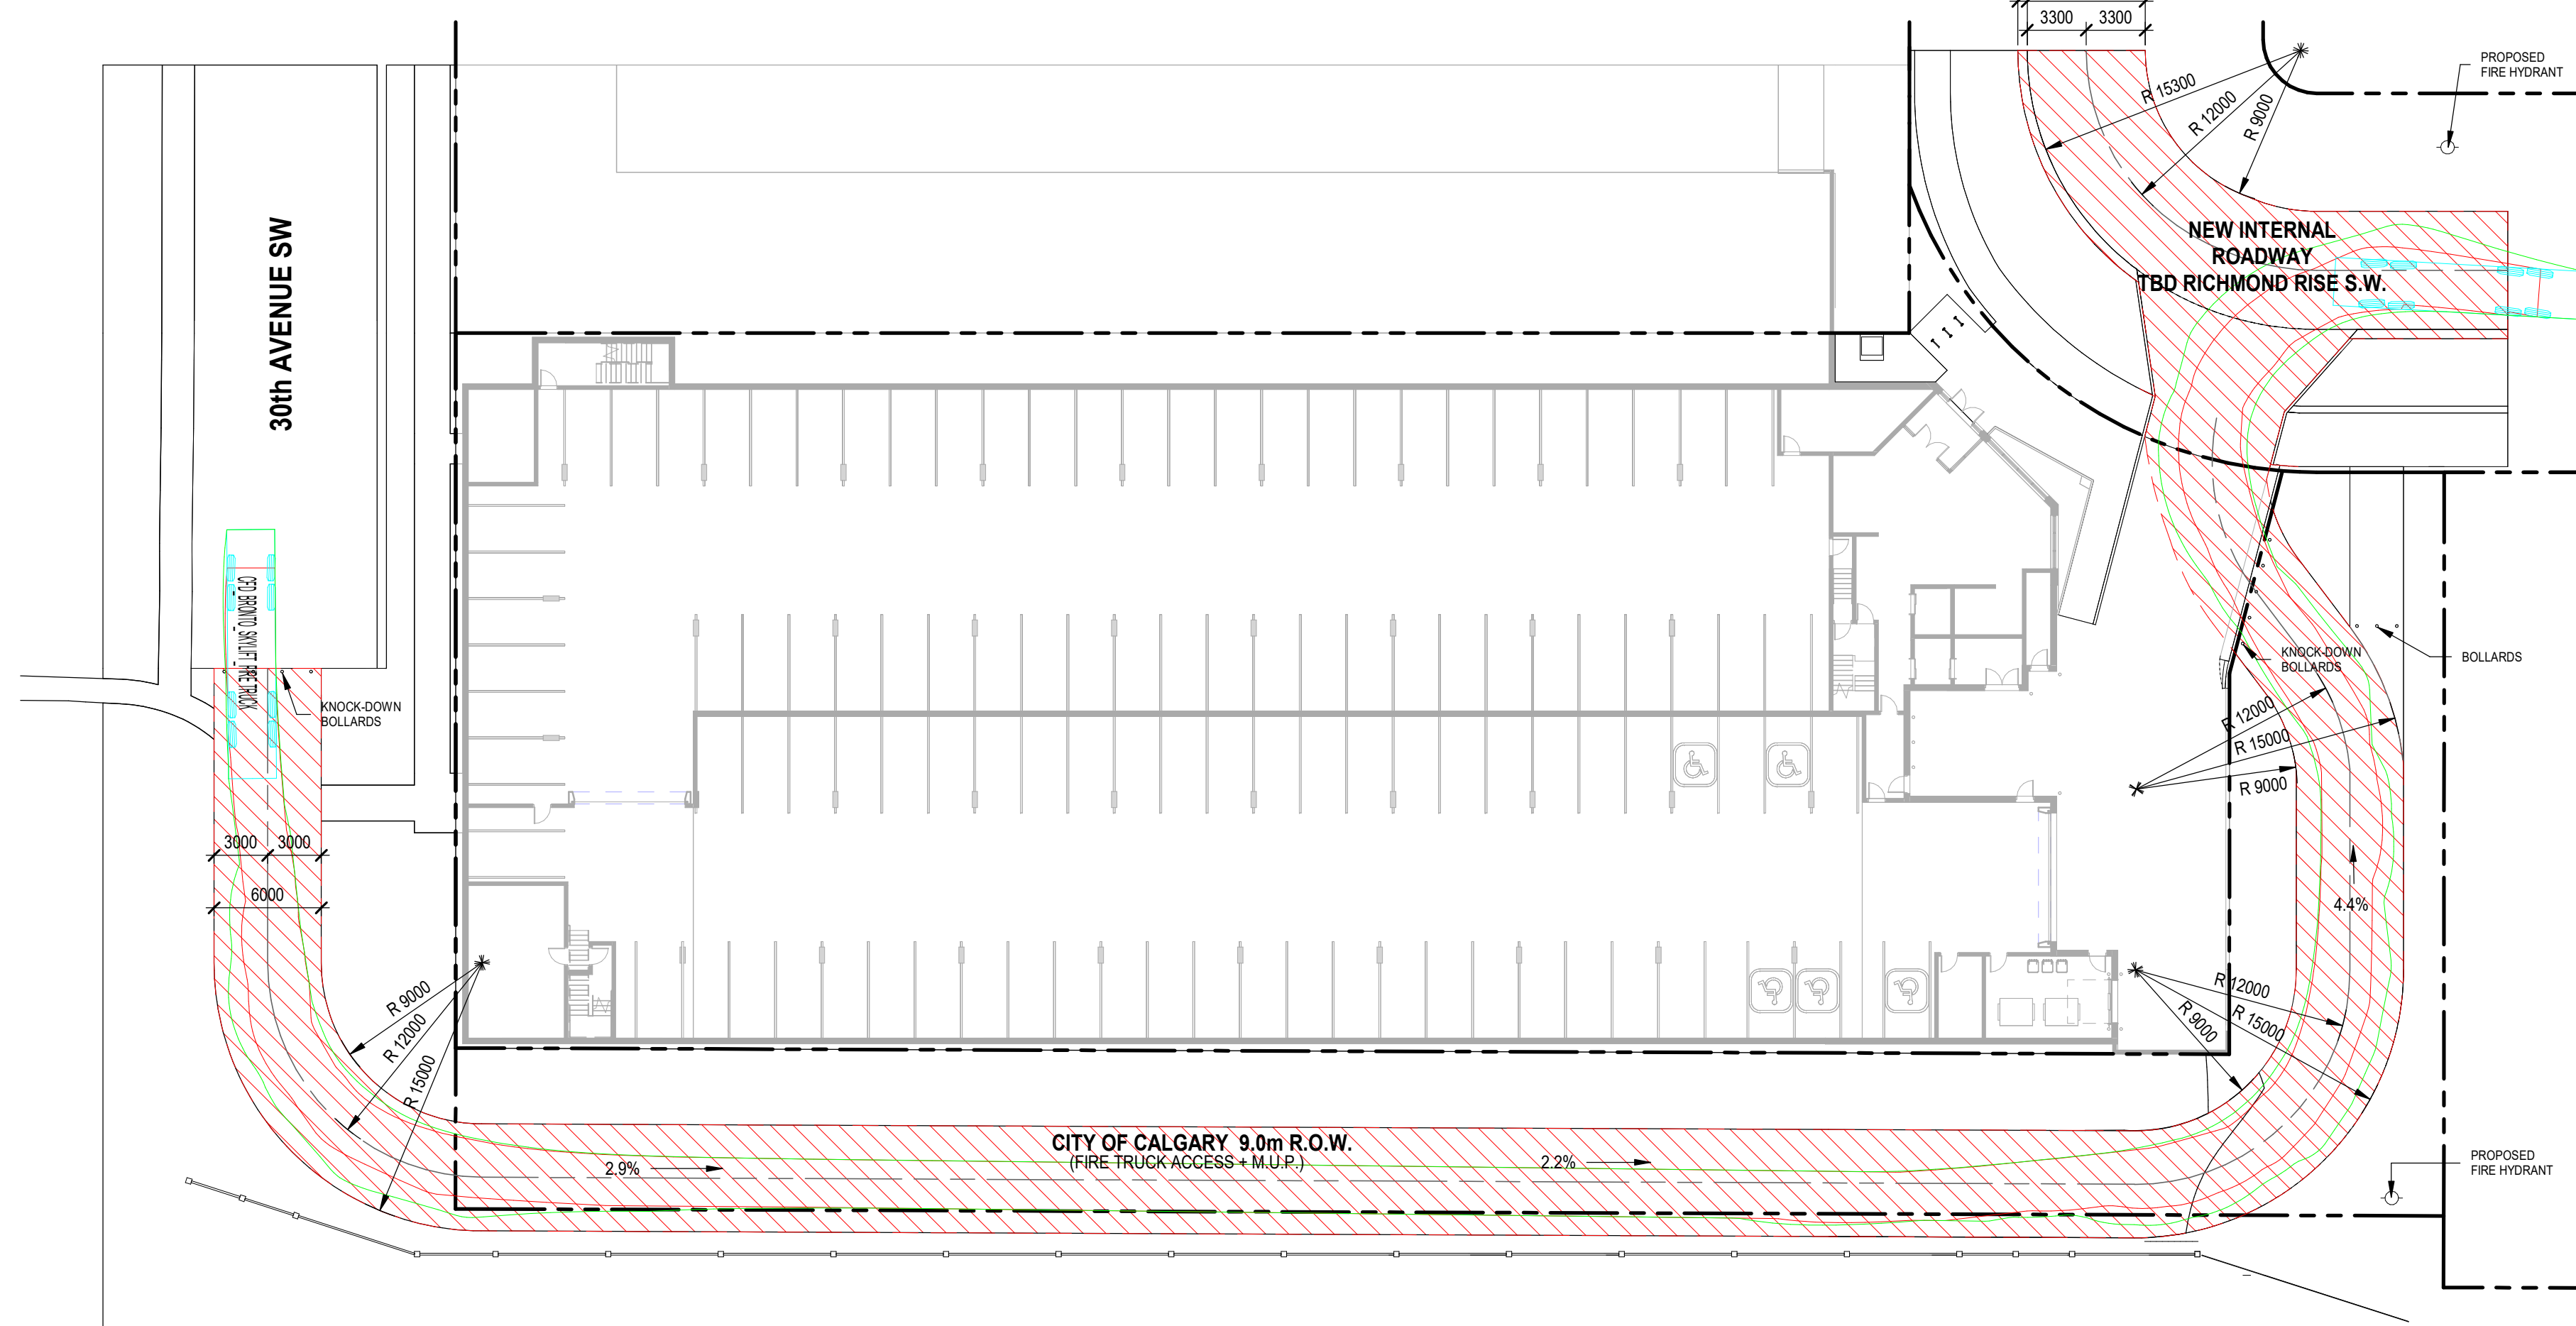 3300
3300
PROPOSED
FIRE HYDRANT
R 15300
R 12000
R 9000
30th AVENUE SW
NEW INTERNAL
ROADWAY
TBD RICHMOND RISE S.W.
CFD BRONTO SKYLIFT FIRE TRUCK
KNOCK-DOWN
BOLLARDS
KNOCK-DOWN
BOLLARDS
BOLLARDS
R 12000
R 15000
R 9000
3000
3000
6000
4.4%
R 9000
R 12000
R 15000
R 12000
R 15000
R 9000
CITY OF CALGARY 9.0m R.O.W.
(FIRE TRUCK ACCESS + M.U.P.)
2.9%
2.2%
PROPOSED
FIRE HYDRANT